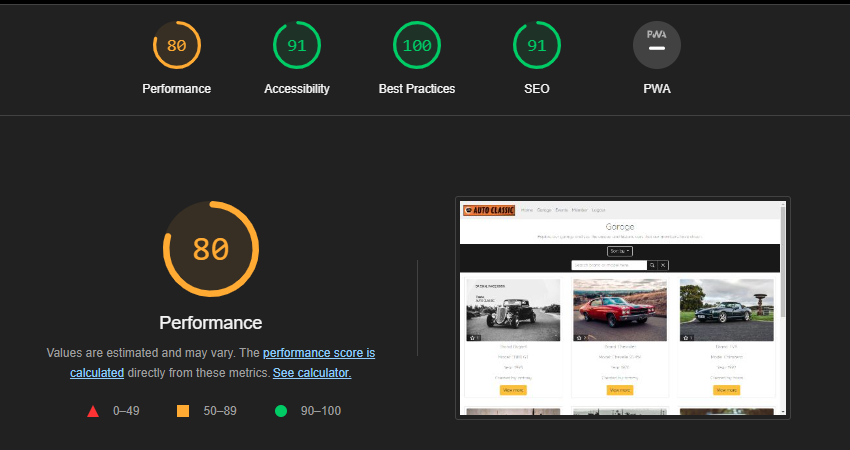 80
91
100
91
PWA
Performance
Accessibility
Best Practices
SEO
PWA
80
Performance
Values are estimated and may vary. The performance score is
calculated directly from these metrics. See calculator.
0–49
50–89
90–100
AUTO CLASSIC
Home Garage Events Member Logout
Garage
Sort by
View more
View more
View more